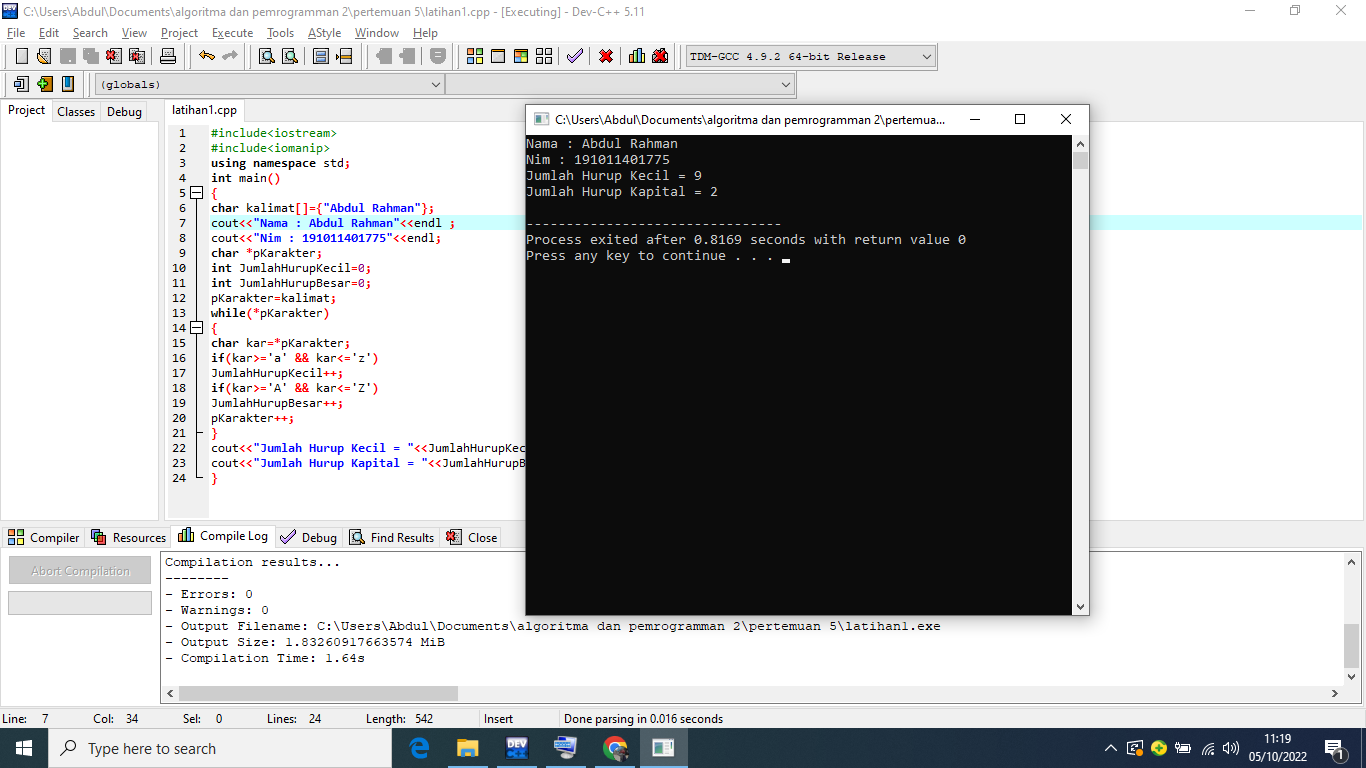 C:\Users\Abdul\Documents\algoritma dan pemrogramman 2\pertemuan 5\latihan1.cpp - [Executing] - Dev-C++ 5.11
File Edit Search View Project Execute Tools AStyle Window Help
TDM-GCC 4.9.2 64-bit Release
(globals)
Project Classes Debug
latihan1.cpp
1 #include<iostream>
2 #include<iomanip>
3 using namespace std;
4 int main()
5 {
6 char kalimat[]={"Abdul Rahman"};
7 cout<<"Nama : Abdul Rahman"<<endl ;
8 cout<<"Nim : 191011401775"<<endl;
9 char *pKarakter;
10 int JumlahHurupKecil=0;
11 int JumlahHurupBesar=0;
12 pKarakter=kalimat;
13 while(*pKarakter)
14 {
15 char kar=*pKarakter;
16 if(kar>='a' && kar<='z')
17 JumlahHurupKecil++;
18 if(kar>='A' && kar<='Z')
19 JumlahHurupBesar++;
20 pKarakter++;
21 }
22 cout<<"Jumlah Hurup Kecil = "<<JumlahHurupKec
23 cout<<"Jumlah Hurup Kapital = "<<JumlahHurupB
24 }
C:\Users\Abdul\Documents\algoritma dan pemrogramman 2\pertemua...
Nama : Abdul Rahman
Nim : 191011401775
Jumlah Hurup Kecil = 9
Jumlah Hurup Kapital = 2
--------------------------------
Process exited after 0.8169 seconds with return value 0
Press any key to continue . . .
Compiler Resources Compile Log Debug Find Results Close
Abort Compilation
Compilation results...
--------
- Errors: 0
- Warnings: 0
- Output Filename: C:\Users\Abdul\Documents\algoritma dan pemrogramman 2\pertemuan 5\latihan1.exe
- Output Size: 1.83260917663574 MiB
- Compilation Time: 1.64s
Line: 7 Col: 34 Sel: 0 Lines: 24 Length: 542 Insert Done parsing in 0.016 seconds
Type here to search
11:19
05/10/2022
1